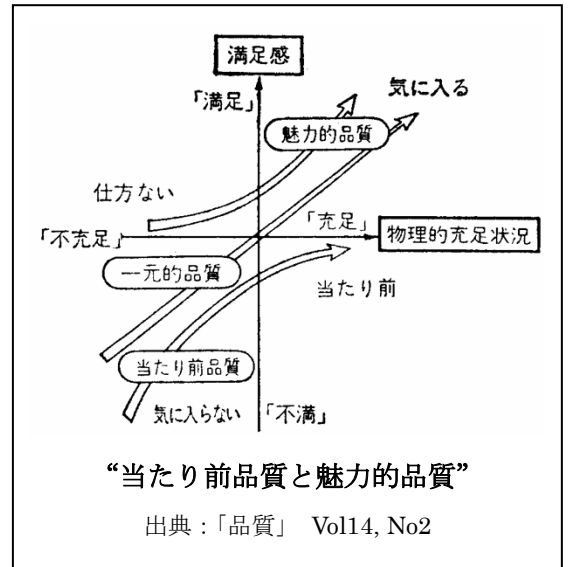 満足感
「満足」
気に入る
魅力的品質
仕方ない
「充足」
「不充足」
物理的充足状況
一元的品質
当たり前
当たり前品質
気に入らない
「不満」
“当たり前品質と魅力的品質”
出典：「品質」 Vol14, No2